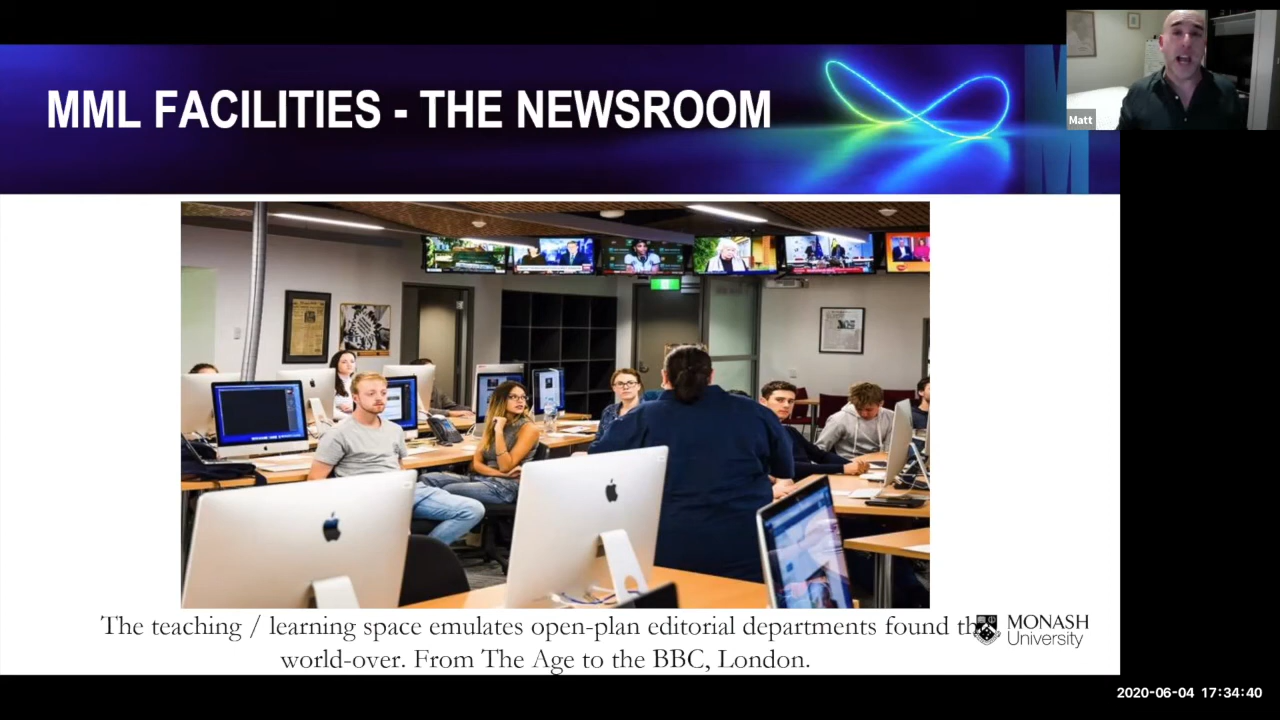 MML FACILITIES - THE NEWSROOM
Matt
The teaching / learning space emulates open-plan editorial departments found th
world-over. From The Age to the BBC, London.
MONASH
University
2020-06-04 17:34:40